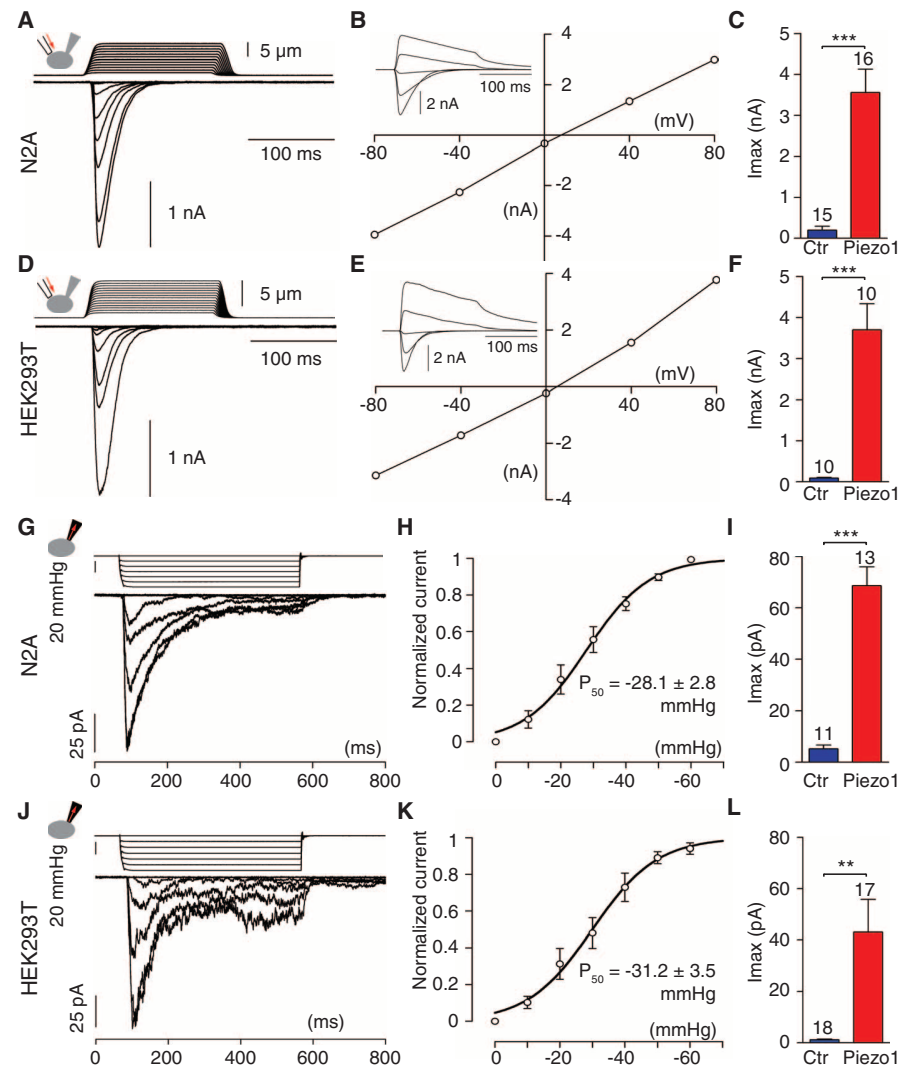 A
5 µm
N2A
100 ms
1 nA
B
4
2
100 ms
2 nA
(mV)
-80
-40
40
80
-2
(nA)
-4
C
***
5
16
4
3
2
1
15
0
Imax (nA)
Ctr
Piezo1
D
5 µm
HEK293T
100 ms
1 nA
E
4
2
100 ms
2 nA
(mV)
-80
-40
0
40
80
-2
(nA)
-4
F
***
5
10
4
3
2
1
10
0
Imax (nA)
Ctr
Piezo1
G
20 mmHg
N2A
25 pA
(ms)
0
200
400
600
800
H
1
0.8
0.6
0.4
0.2
0
Normalized current
P50 = -28.1 ± 2.8
mmHg
(mmHg)
0
-20
-40
-60
I
***
80
13
60
40
20
11
0
Imax (pA)
Ctr
Piezo1
J
20 mmHg
HEK293T
25 pA
(ms)
0
200
400
600
800
K
1
0.8
0.6
0.4
0.2
0
Normalized current
P50 = -31.2 ± 3.5
mmHg
(mmHg)
0
-20
-40
-60
L
**
80
17
60
40
20
18
0
Imax (pA)
Ctr
Piezo1